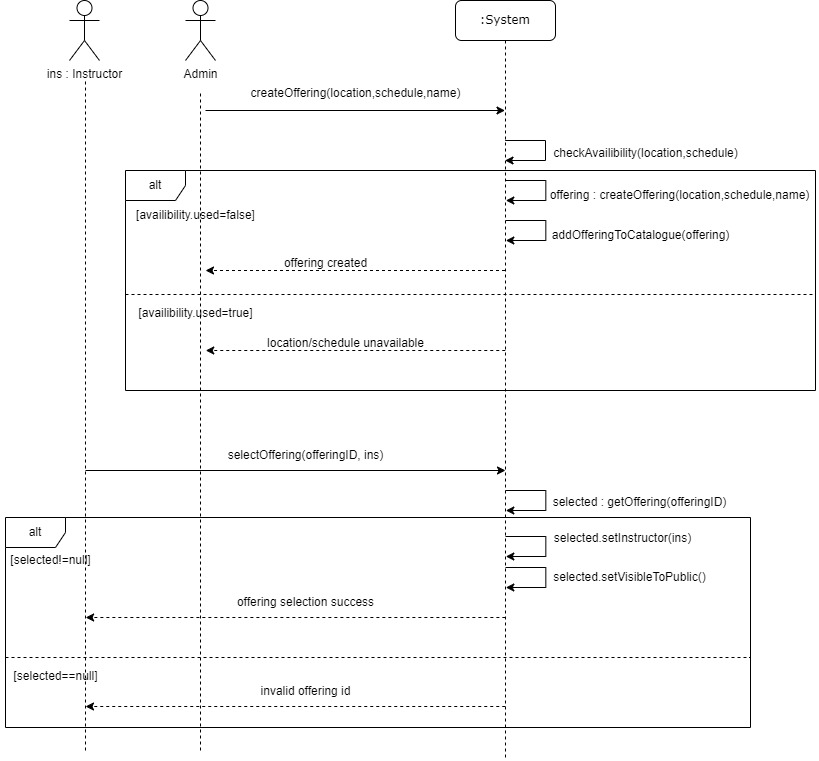 :System
ins : Instructor
Admin
createOffering(location,schedule,name)
checkAvailibility(location,schedule)
alt
offering : createOffering(location,schedule,name)
[availibility.used=false]
addOfferingToCatalogue(offering)
offering created
[availibility.used=true]
location/schedule unavailable
selectOffering(offeringID, ins)
selected : getOffering(offeringID)
alt
selected.setInstructor(ins)
[selected!=null]
selected.setVisibleToPublic()
offering selection success
[selected==null]
invalid offering id